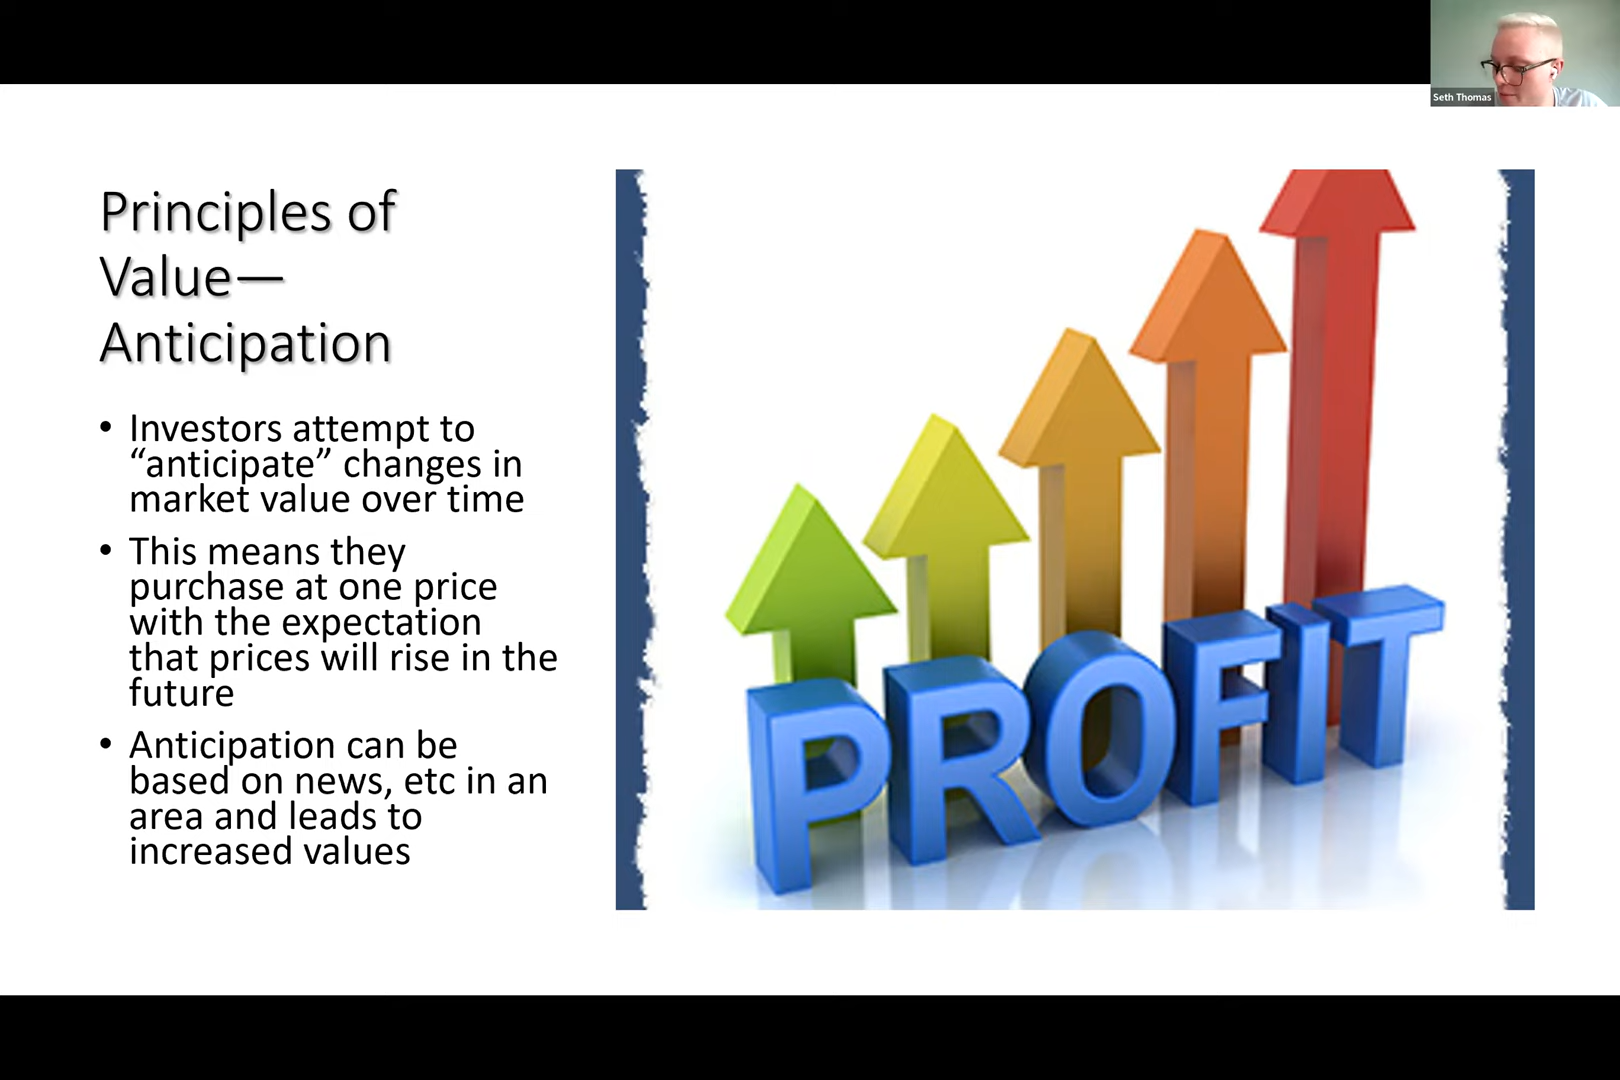 Seth Thomas
Principles of
Value—
Anticipation
• Investors attempt to
“anticipate” changes in
market value over time
• This means they
purchase at one price
with the expectation
that prices will rise in the
future
• Anticipation can be
based on news, etc in an
area and leads to
increased values
PROFIT